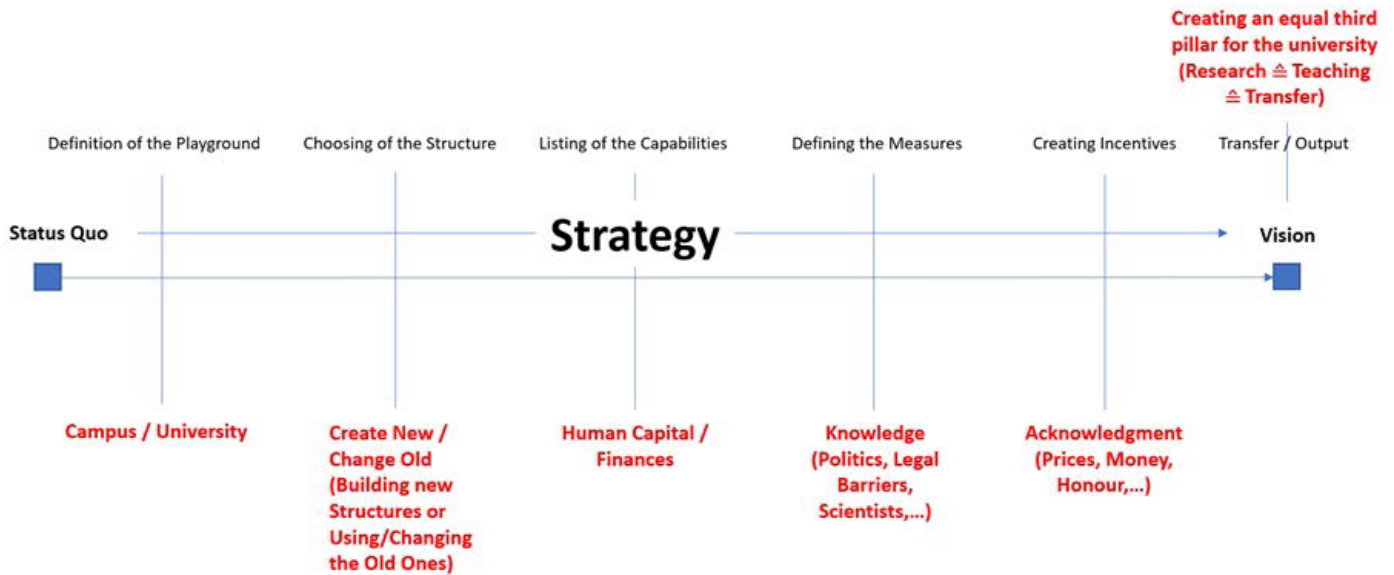 Creating an equal third
pillar for the university
(Research ≙ Teaching
≙ Transfer)
Definition of the Playground
Choosing of the Structure
Listing of the Capabilities
Defining the Measures
Creating Incentives
Transfer / Output
Status Quo
Strategy
Vision
Campus / University
Create New /
Change Old
(Building new
Structures or
Using/Changing
the Old Ones)
Human Capital /
Finances
Knowledge
(Politics, Legal
Barriers,
Scientists,...)
Acknowledgment
(Prices, Money,
Honour,...)